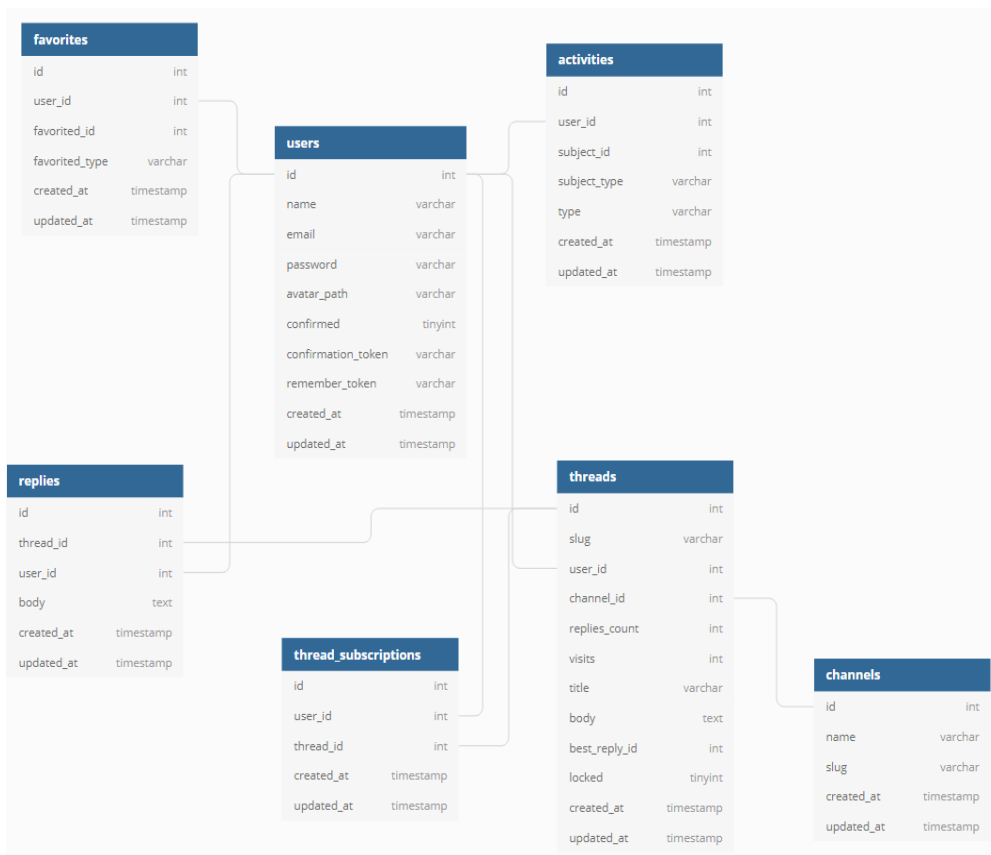 favorites
id int
user_id int
favorited_id int
favorited_type varchar
created_at timestamp
updated_at timestamp
users
id int
name varchar
email varchar
password varchar
avatar_path varchar
confirmed tinyint
confirmation_token varchar
remember_token varchar
created_at timestamp
updated_at timestamp
activities
id int
user_id int
subject_id int
subject_type varchar
type varchar
created_at timestamp
updated_at timestamp
replies
id int
thread_id int
user_id int
body text
created_at timestamp
updated_at timestamp
thread_subscriptions
id int
user_id int
thread_id int
created_at timestamp
updated_at timestamp
threads
id int
slug varchar
user_id int
channel_id int
replies_count int
visits int
title varchar
body text
best_reply_id int
locked tinyint
created_at timestamp
updated_at timestamp
channels
id int
name varchar
slug varchar
created_at timestamp
updated_at timestamp